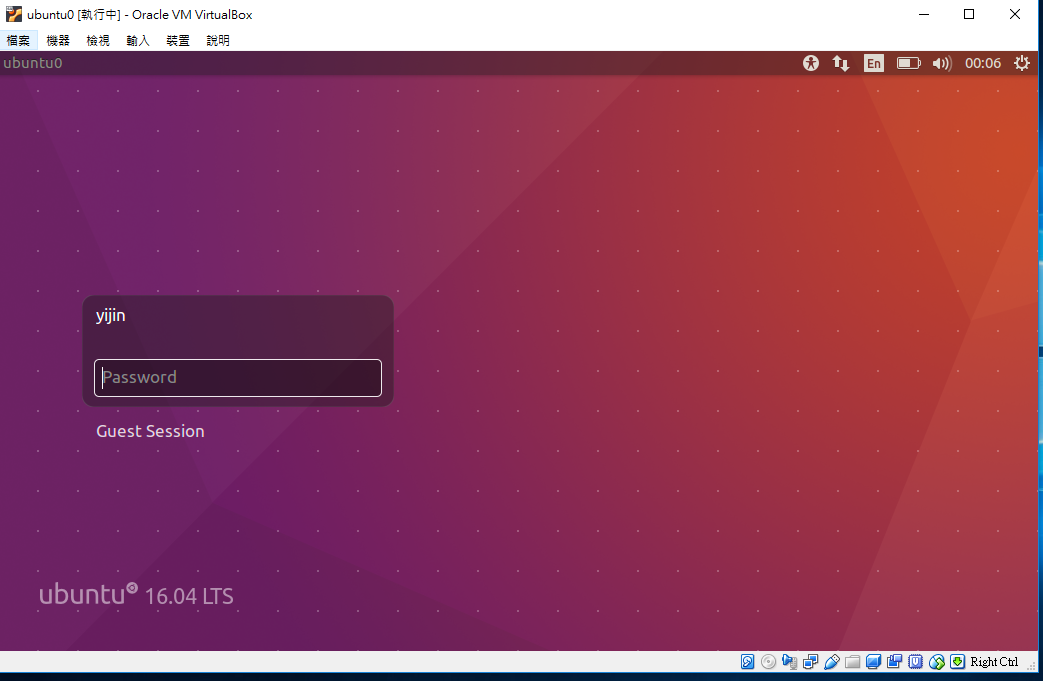 ubuntu0 [執行中] - Oracle VM VirtualBox
檔案 機器 檢視 輸入 裝置 說明
ubuntu0 En 00:06
yijin
Password
Guest Session
ubuntu 16.04 LTS
Right Ctrl